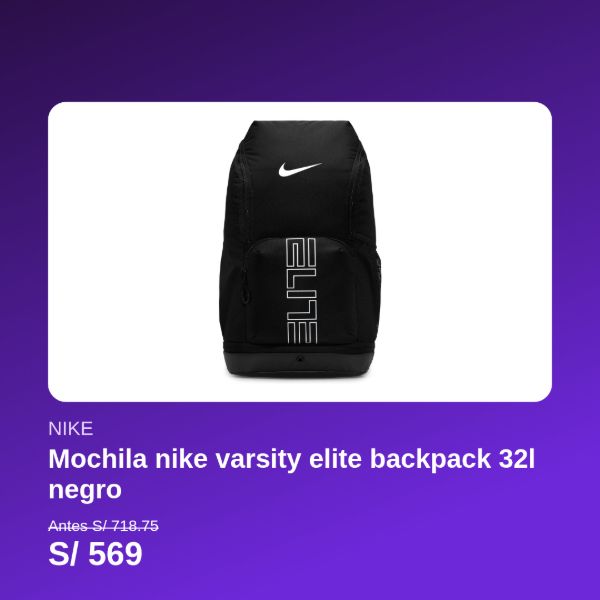 ELITE
NIKE
Mochila nike varsity elite backpack 32l
negro
Antes S/ 718.75
S/ 569